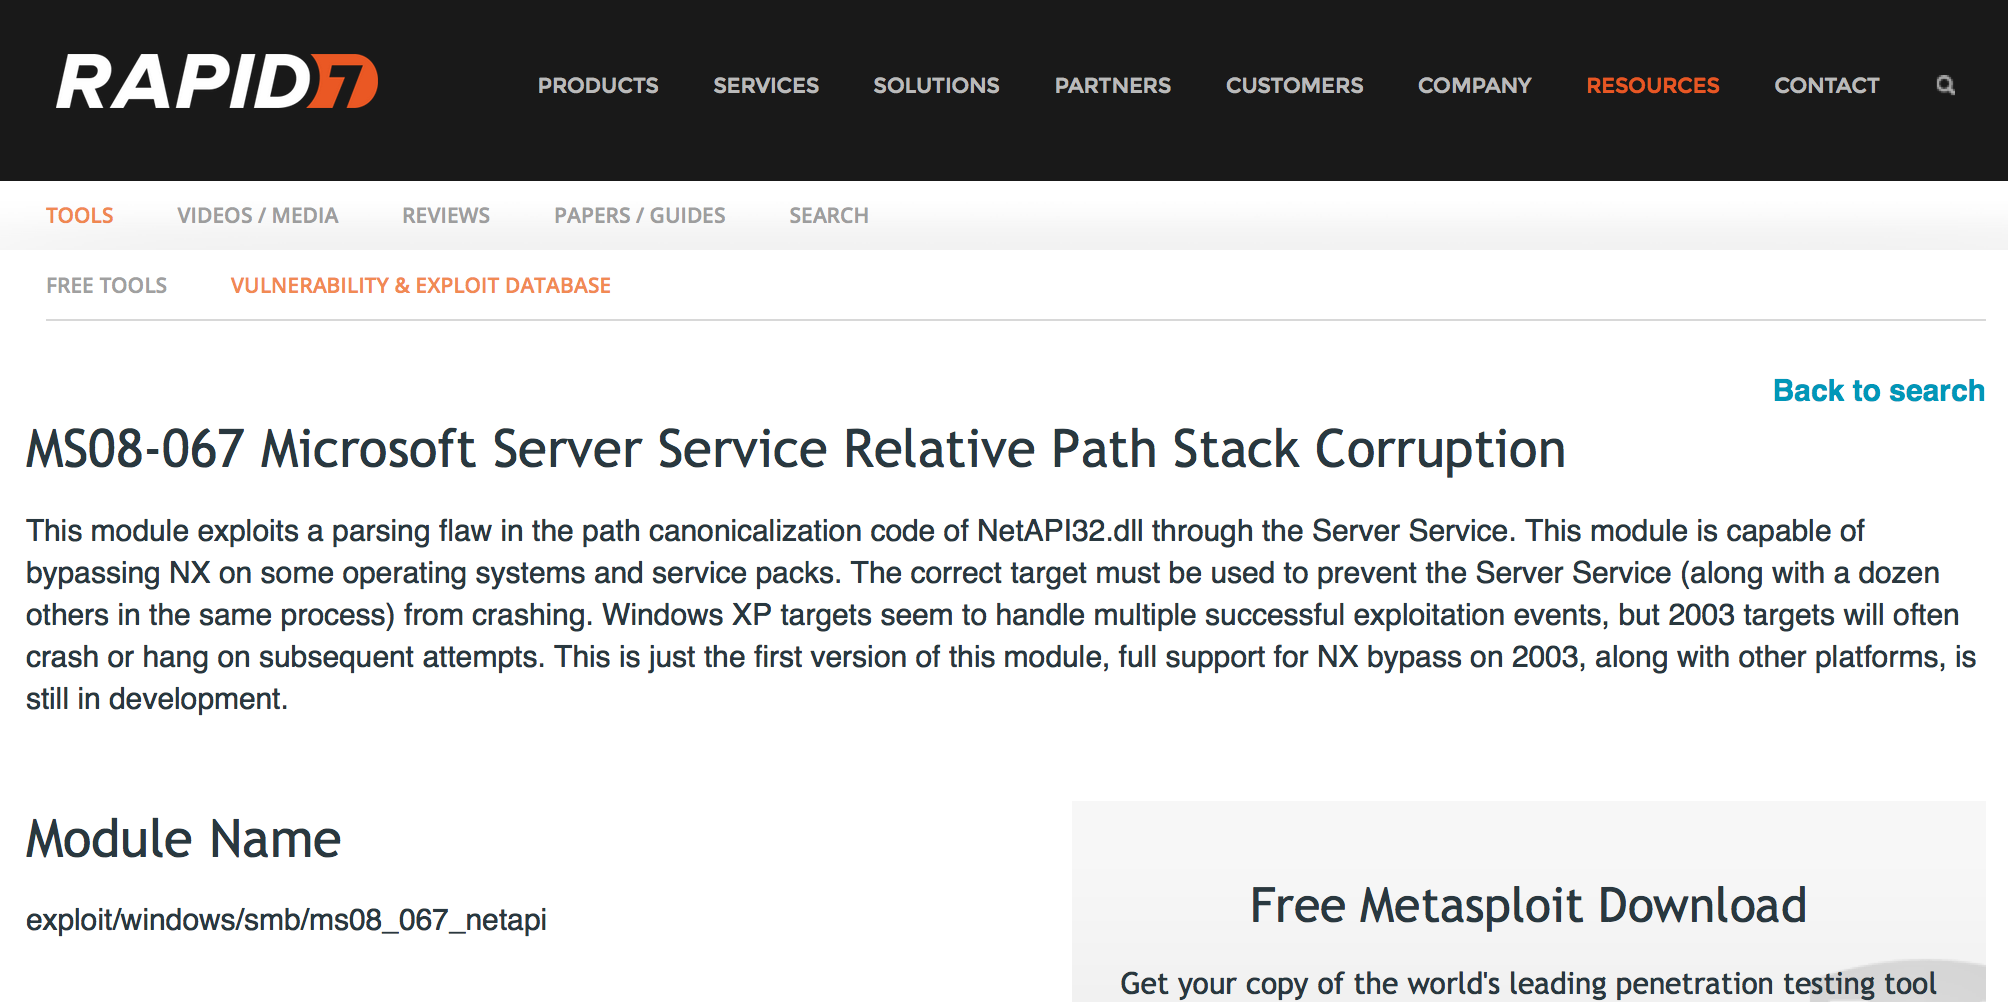 RAPID7
PRODUCTS SERVICES SOLUTIONS PARTNERS CUSTOMERS COMPANY RESOURCES CONTACT
TOOLS VIDEOS / MEDIA REVIEWS PAPERS / GUIDES SEARCH
FREE TOOLS VULNERABILITY & EXPLOIT DATABASE
Back to search
MS08-067 Microsoft Server Service Relative Path Stack Corruption
This module exploits a parsing flaw in the path canonicalization code of NetAPI32.dll through the Server Service. This module is capable of
bypassing NX on some operating systems and service packs. The correct target must be used to prevent the Server Service (along with a dozen
others in the same process) from crashing. Windows XP targets seem to handle multiple successful exploitation events, but 2003 targets will often
crash or hang on subsequent attempts. This is just the first version of this module, full support for NX bypass on 2003, along with other platforms, is
still in development.
Module Name
exploit/windows/smb/ms08_067_netapi
Free Metasploit Download
Get your copy of the world's leading penetration testing tool